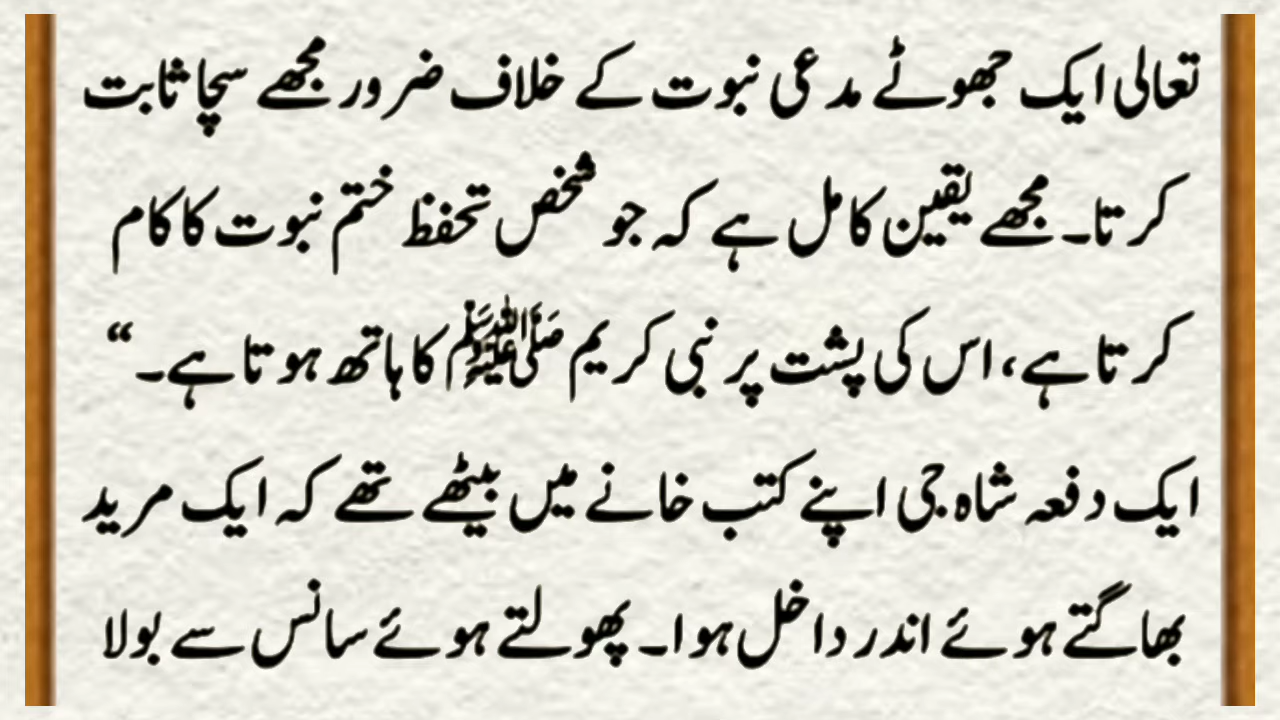 تعالی ایک جھوٹے مدعی نبوت کے خلاف ضرور مجھے سچا ثابت
کرتا۔ مجھے یقین کامل ہے کہ جو شخص تحفظ ختم نبوت کا کام
کرتا ہے، اس کی پشت پر نبی کریم ﷺ کا ہاتھ ہوتا ہے۔“
ایک دفعہ شاہ جی اپنے کتب خانے میں بیٹھے تھے کہ ایک مرید
بھاگتے ہوئے اندر داخل ہوا۔ پھولتے ہوئے سانس سے بولا